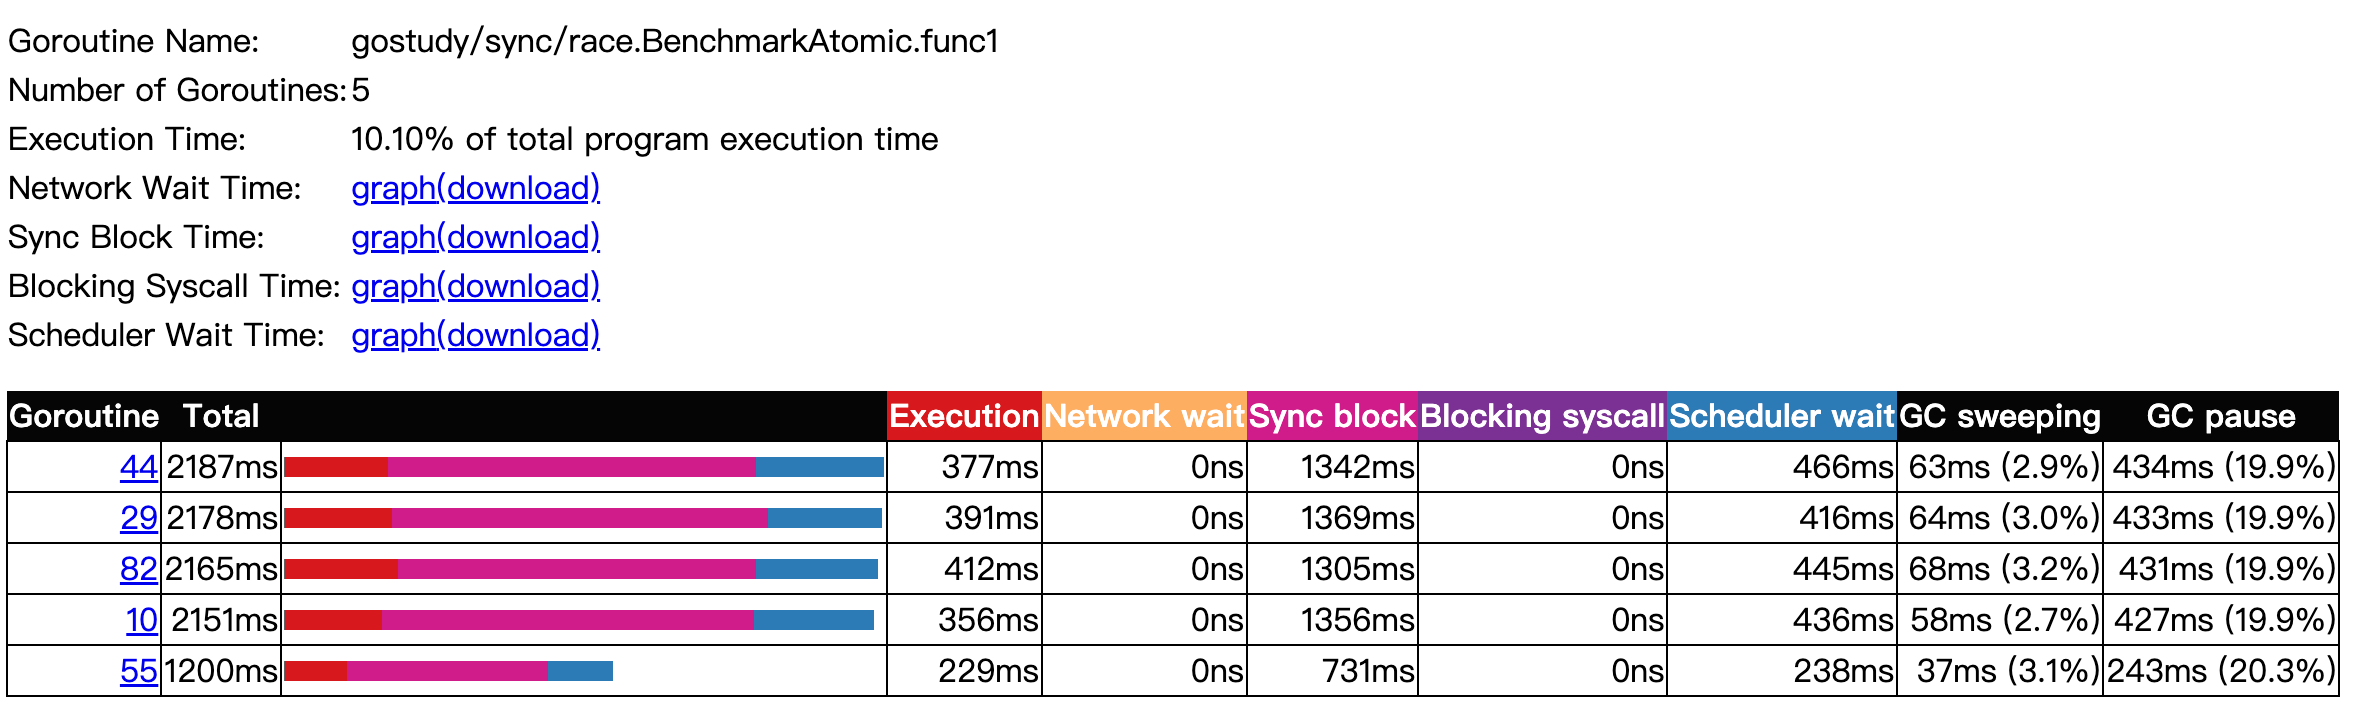 Goroutine Name: gostudy/sync/race.BenchmarkAtomic.func1
Number of Goroutines: 5
Execution Time: 10.10% of total program execution time
Network Wait Time: graph(download)
Sync Block Time: graph(download)
Blocking Syscall Time: graph(download)
Scheduler Wait Time: graph(download)
Goroutine Total Execution Network wait Sync block Blocking syscall Scheduler wait GC sweeping GC pause
44 2187ms 377ms 0ns 1342ms 0ns 466ms 63ms (2.9%) 434ms (19.9%)
29 2178ms 391ms 0ns 1369ms 0ns 416ms 64ms (3.0%) 433ms (19.9%)
82 2165ms 412ms 0ns 1305ms 0ns 445ms 68ms (3.2%) 431ms (19.9%)
10 2151ms 356ms 0ns 1356ms 0ns 436ms 58ms (2.7%) 427ms (19.9%)
55 1200ms 229ms 0ns 731ms 0ns 238ms 37ms (3.1%) 243ms (20.3%)